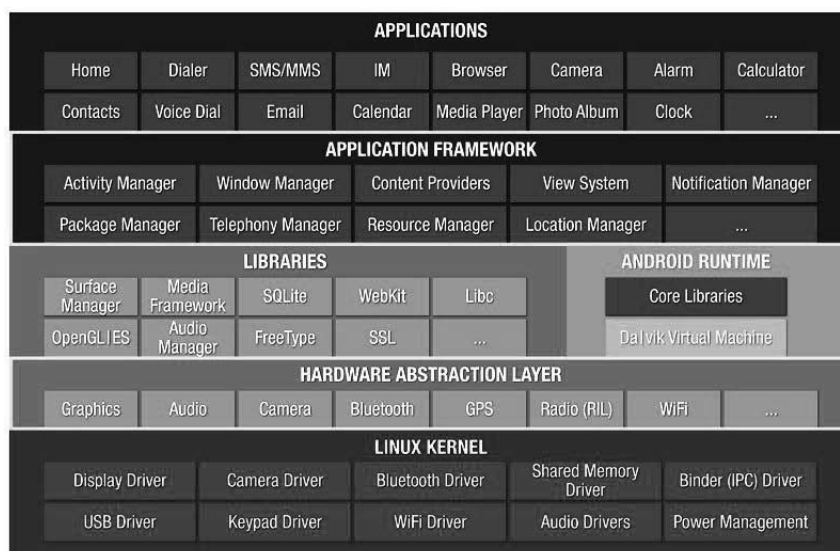 APPLICATIONS
Home Dialer SMS/MMS IM Browser Camera Alarm Calculator
Contacts Voice Dial Email Calendar Media Player Photo Album Clock ...
APPLICATION FRAMEWORK
Activity Manager Window Manager Content Providers View System Notification Manager
Package Manager Telephony Manager Resource Manager Location Manager ...
LIBRARIES
Surface Manager Media Framework SQLite WebKit Libc
OpenGL|ES Audio Manager FreeType SSL ...
ANDROID RUNTIME
Core Libraries
Dalvik Virtual Machine
HARDWARE ABSTRACTION LAYER
Graphics Audio Camera Bluetooth GPS Radio (RIL) WiFi ...
LINUX KERNEL
Display Driver Camera Driver Bluetooth Driver Shared Memory Driver Binder (IPC) Driver
USB Driver Keypad Driver WiFi Driver Audio Drivers Power Management